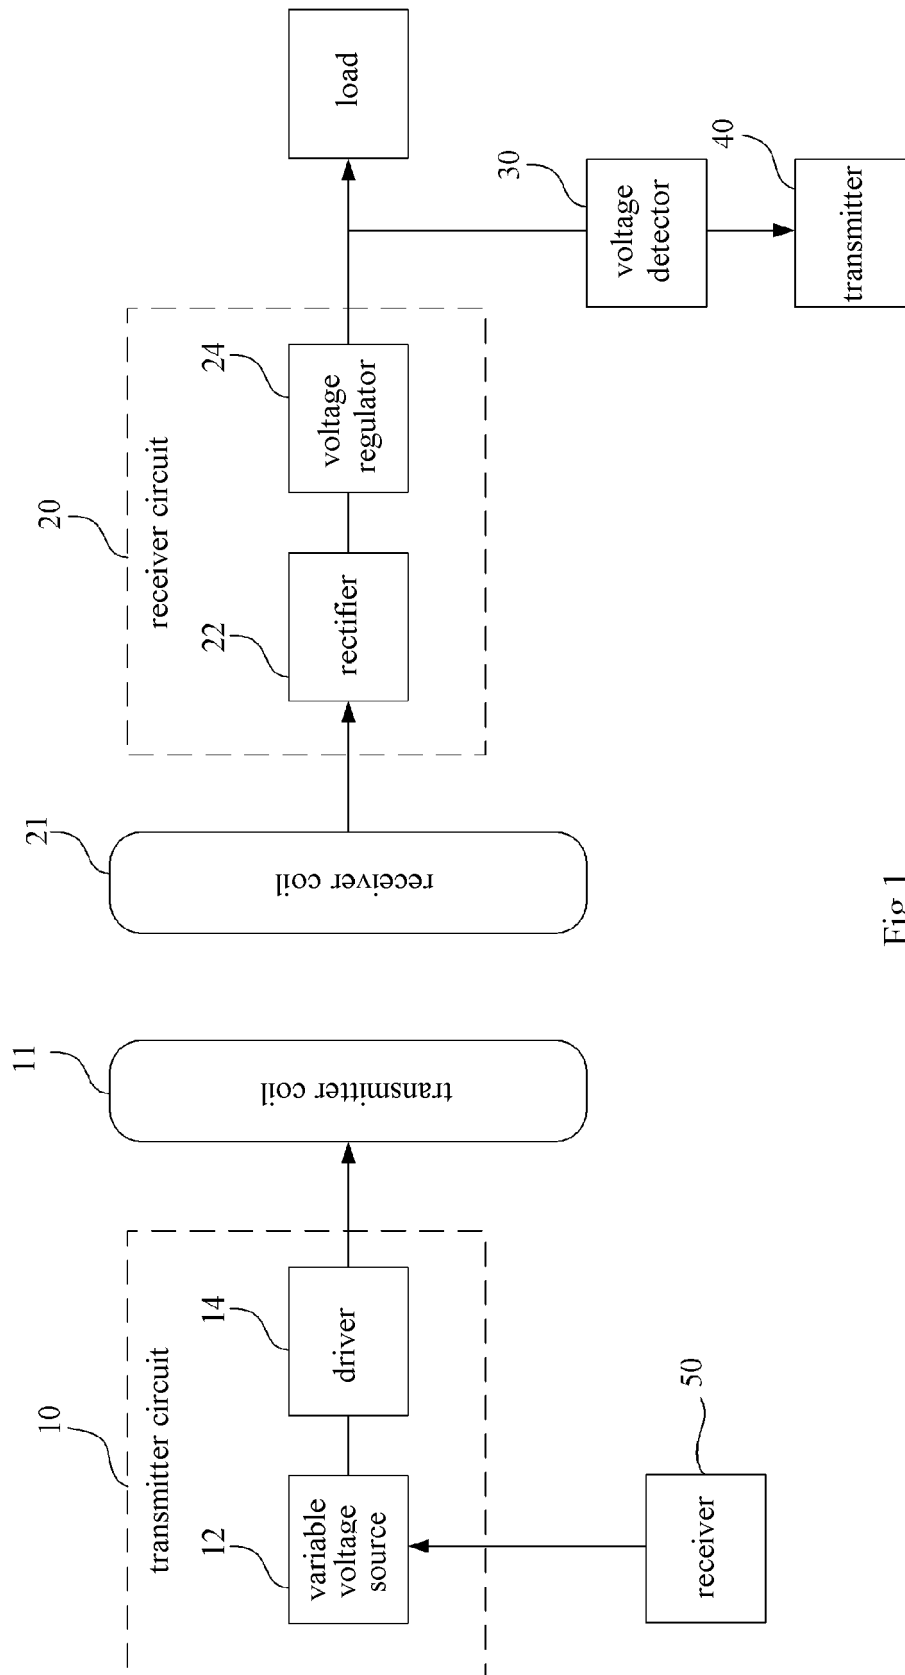 10
transmitter circuit
12
variable
voltage
source
14
driver
50
receiver
11
transmitter coil
21
receiver coil
20
receiver circuit
22
rectifier
24
voltage
regulator
load
30
voltage
detector
40
transmitter
Fig.1